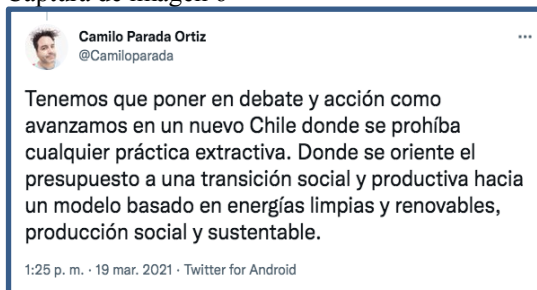 Captura de imagen 6
Camilo Parada Ortiz
@Camiloparada
Tenemos que poner en debate y acción como
avanzamos en un nuevo Chile donde se prohíba
cualquier práctica extractiva. Donde se oriente el
presupuesto a una transición social y productiva hacia
un modelo basado en energías limpias y renovables,
producción social y sustentable.
1:25 p. m. · 19 mar. 2021 · Twitter for Android